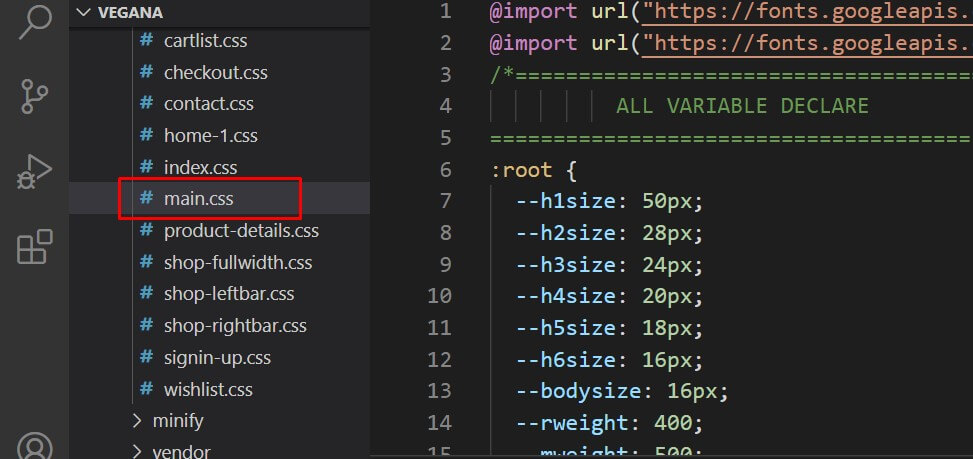 VEGANA
# cartlist.css
# checkout.css
# contact.css
# home-1.css
# index.css
# main.css
# product-details.css
# shop-fullwidth.css
# shop-leftbar.css
# shop-rightbar.css
# signin-up.css
# wishlist.css
minify
vendor
1 @import url("https://fonts.googleapis.
2 @import url("https://fonts.googleapis.
3 /*====================================
4 ALL VARIABLE DECLARE
5 ======================================
6 :root {
7 --h1size: 50px;
8 --h2size: 28px;
9 --h3size: 24px;
10 --h4size: 20px;
11 --h5size: 18px;
12 --h6size: 16px;
13 --bodysize: 16px;
14 --rweight: 400;
15 --mweight: 500;